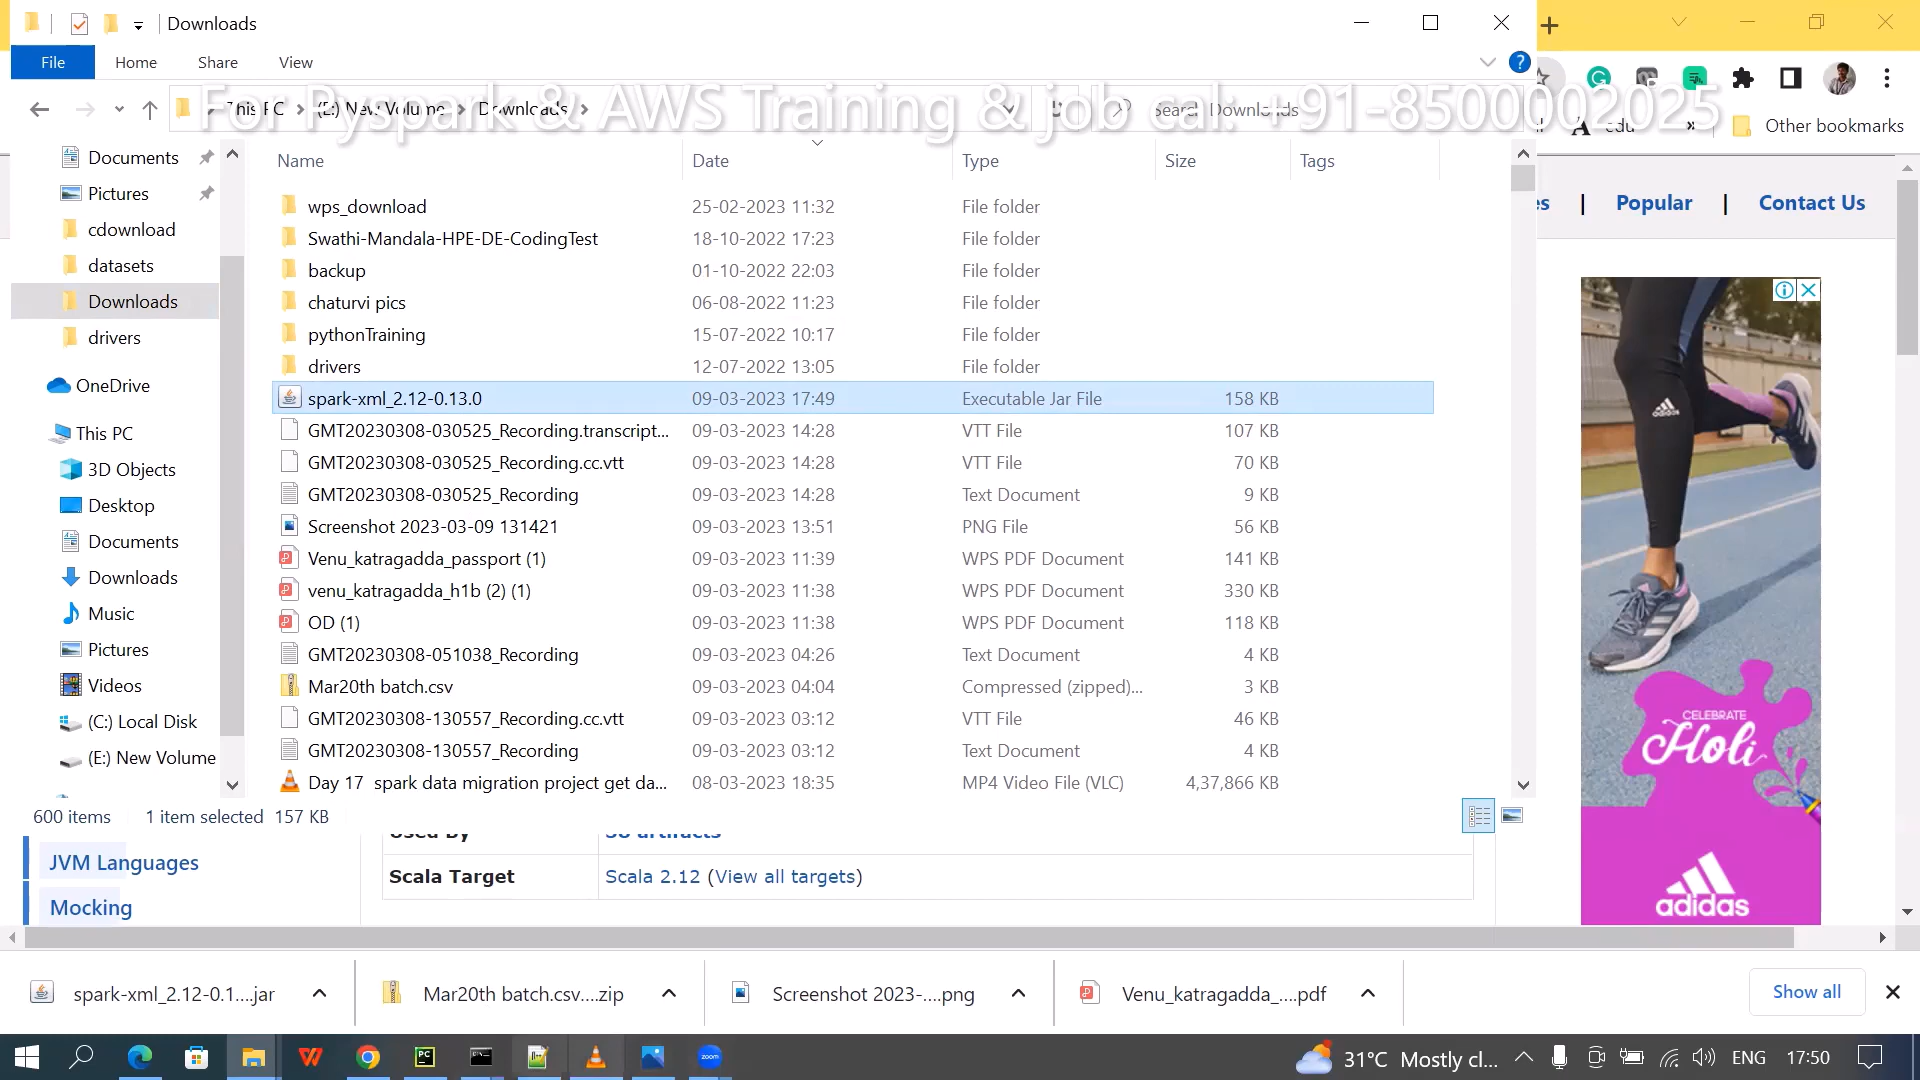 Downloads
File Home Share View
For Pyspark & AWS Training & job cal: +91-8500002025
This PC (E:) New Volume Downloads Search Downloads
Other bookmarks
Popular | Contact Us
Name Date Type Size Tags
wps_download 25-02-2023 11:32 File folder
Swathi-Mandala-HPE-DE-CodingTest 18-10-2022 17:23 File folder
backup 01-10-2022 22:03 File folder
chaturvi pics 06-08-2022 11:23 File folder
pythonTraining 15-07-2022 10:17 File folder
drivers 12-07-2022 13:05 File folder
spark-xml_2.12-0.13.0 09-03-2023 17:49 Executable Jar File 158 KB
GMT20230308-030525_Recording.transcript... 09-03-2023 14:28 VTT File 107 KB
GMT20230308-030525_Recording.cc.vtt 09-03-2023 14:28 VTT File 70 KB
GMT20230308-030525_Recording 09-03-2023 14:28 Text Document 9 KB
Screenshot 2023-03-09 131421 09-03-2023 13:51 PNG File 56 KB
Venu_katragadda_passport (1) 09-03-2023 11:39 WPS PDF Document 141 KB
venu_katragadda_h1b (2) (1) 09-03-2023 11:38 WPS PDF Document 330 KB
OD (1) 09-03-2023 11:38 WPS PDF Document 118 KB
GMT20230308-051038_Recording 09-03-2023 04:26 Text Document 4 KB
Mar20th batch.csv 09-03-2023 04:04 Compressed (zipped)... 3 KB
GMT20230308-130557_Recording.cc.vtt 09-03-2023 03:12 VTT File 46 KB
GMT20230308-130557_Recording 09-03-2023 03:12 Text Document 4 KB
Day 17 spark data migration project get da... 08-03-2023 18:35 MP4 Video File (VLC) 4,37,866 KB
Documents
Pictures
cdownload
datasets
Downloads
drivers
OneDrive
This PC
3D Objects
Desktop
Documents
Downloads
Music
Pictures
Videos
(C:) Local Disk
(E:) New Volume
600 items 1 item selected 157 KB
CELEBRATE
Holi
adidas
JVM Languages
Mocking
Scala Target Scala 2.12 (View all targets)
spark-xml_2.12-0.1....jar Mar20th batch.csv....zip Screenshot 2023-....png Venu_katragadda_....pdf Show all
31°C Mostly cl... ENG 17:50